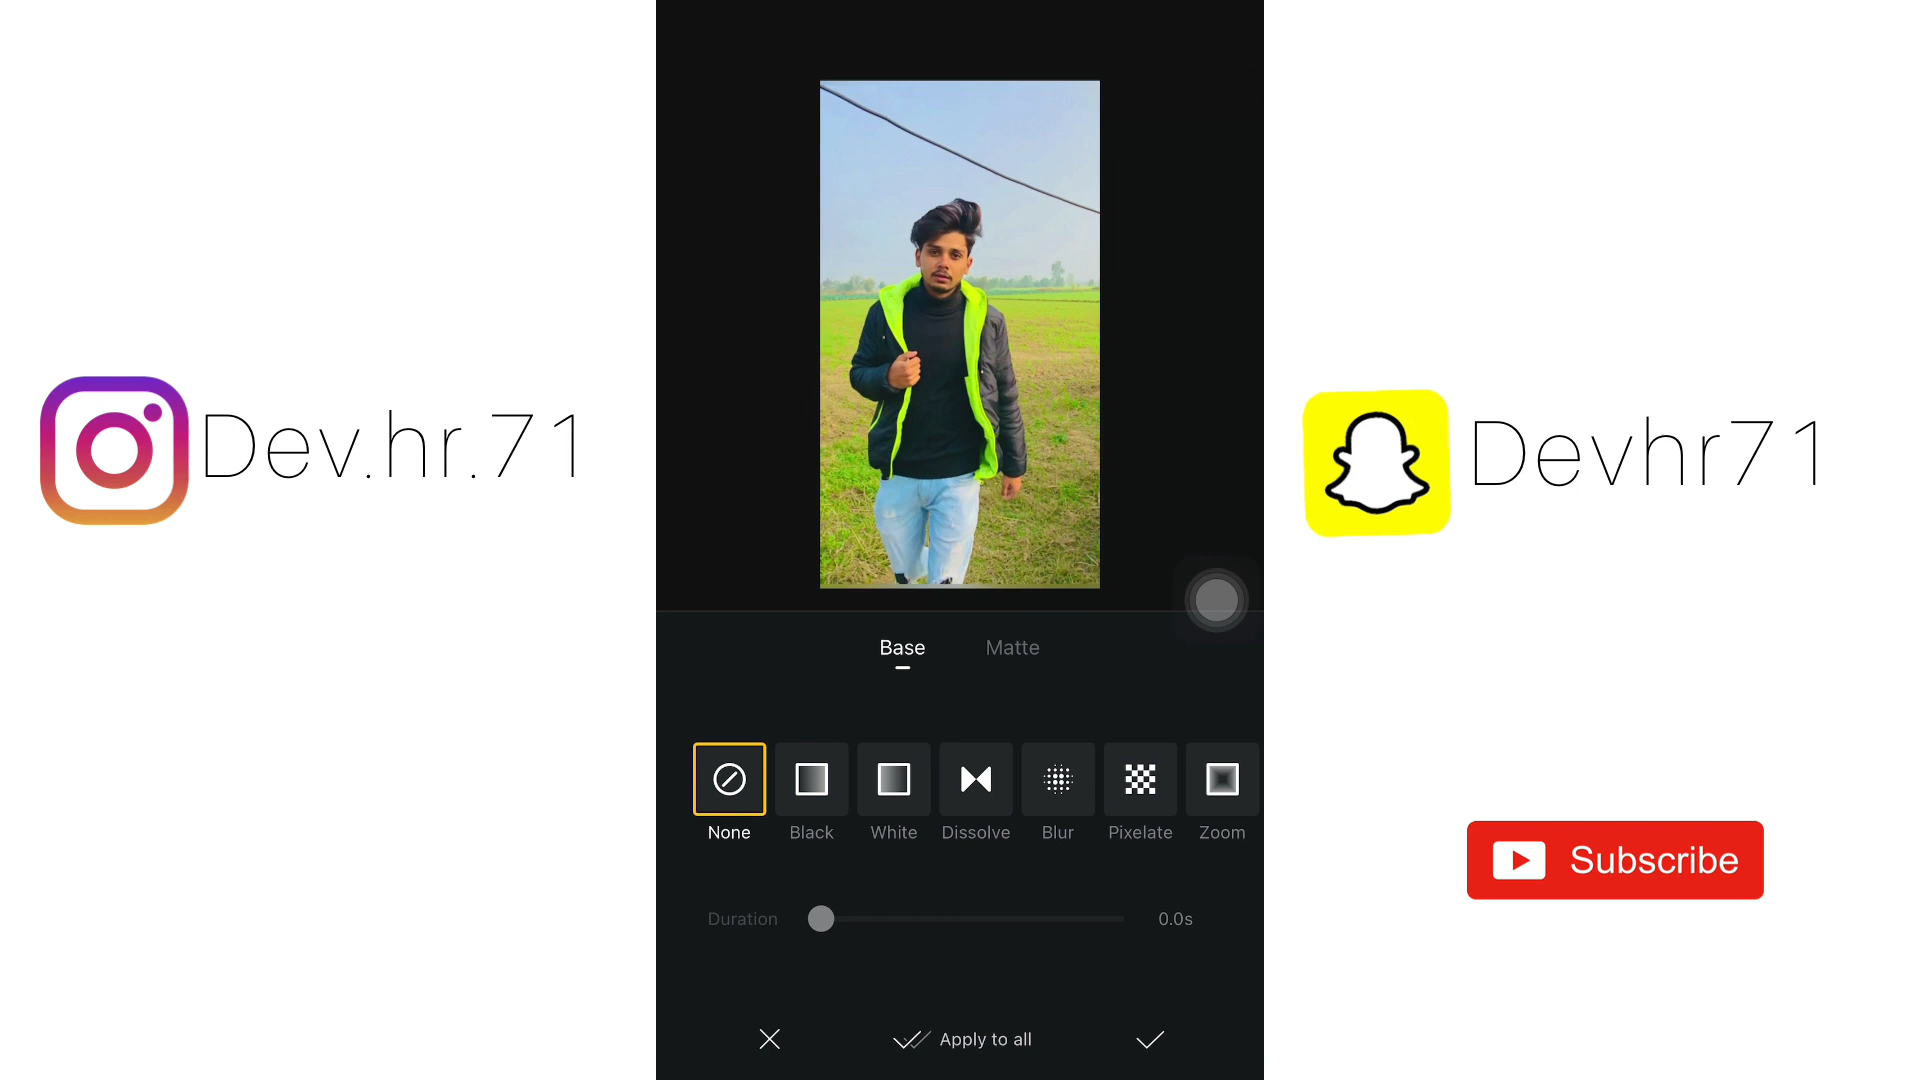 Dev.hr.71
Devhr71
Base Matte
None Black White Dissolve Blur Pixelate Zoom
Subscribe
Duration 0.0s
Apply to all